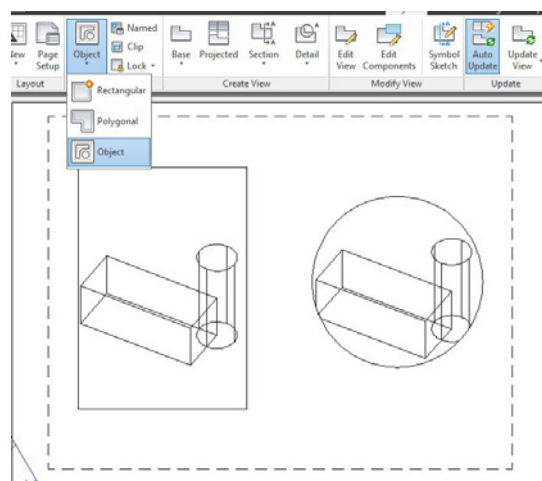 Page
Setup
Layout
Object
Named
Clip
Lock
Rectangular
Polygonal
Object
Base
Projected
Section
Detail
Create View
Edit
View
Edit
Components
Symbol
Sketch
Modify View
Auto
Update
Update
View
Update